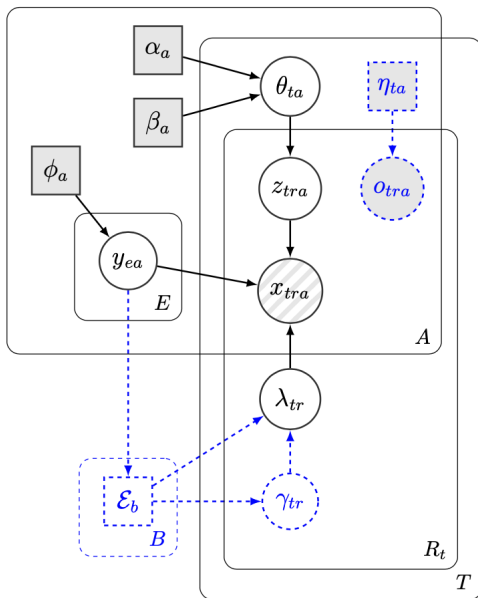 α_a
θ_ta
η_ta
β_a
ϕ_a
z_tra
o_tra
y_ea
x_tra
E
A
λ_tr
ℰ_b
γ_tr
B
R_t
T